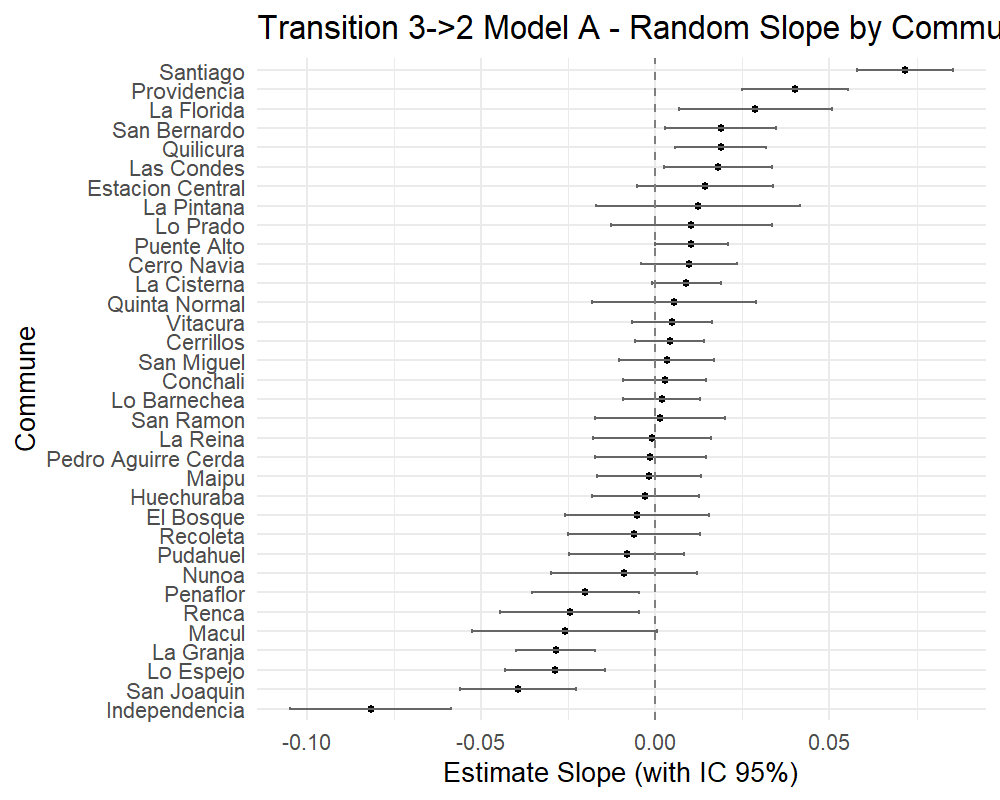 Transition 3->2 Model A - Random Slope by Commu
Santiago
Providencia
La Florida
San Bernardo
Quilicura
Las Condes
Estacion Central
La Pintana
Lo Prado
Puente Alto
Cerro Navia
La Cisterna
Quinta Normal
Vitacura
Cerrillos
San Miguel
Conchali
Lo Barnechea
San Ramon
La Reina
Pedro Aguirre Cerda
Maipu
Huechuraba
El Bosque
Recoleta
Pudahuel
Nunoa
Penaflor
Renca
Macul
La Granja
Lo Espejo
San Joaquin
Independencia
Commune
-0.10 -0.05 0.00 0.05
Estimate Slope (with IC 95%)